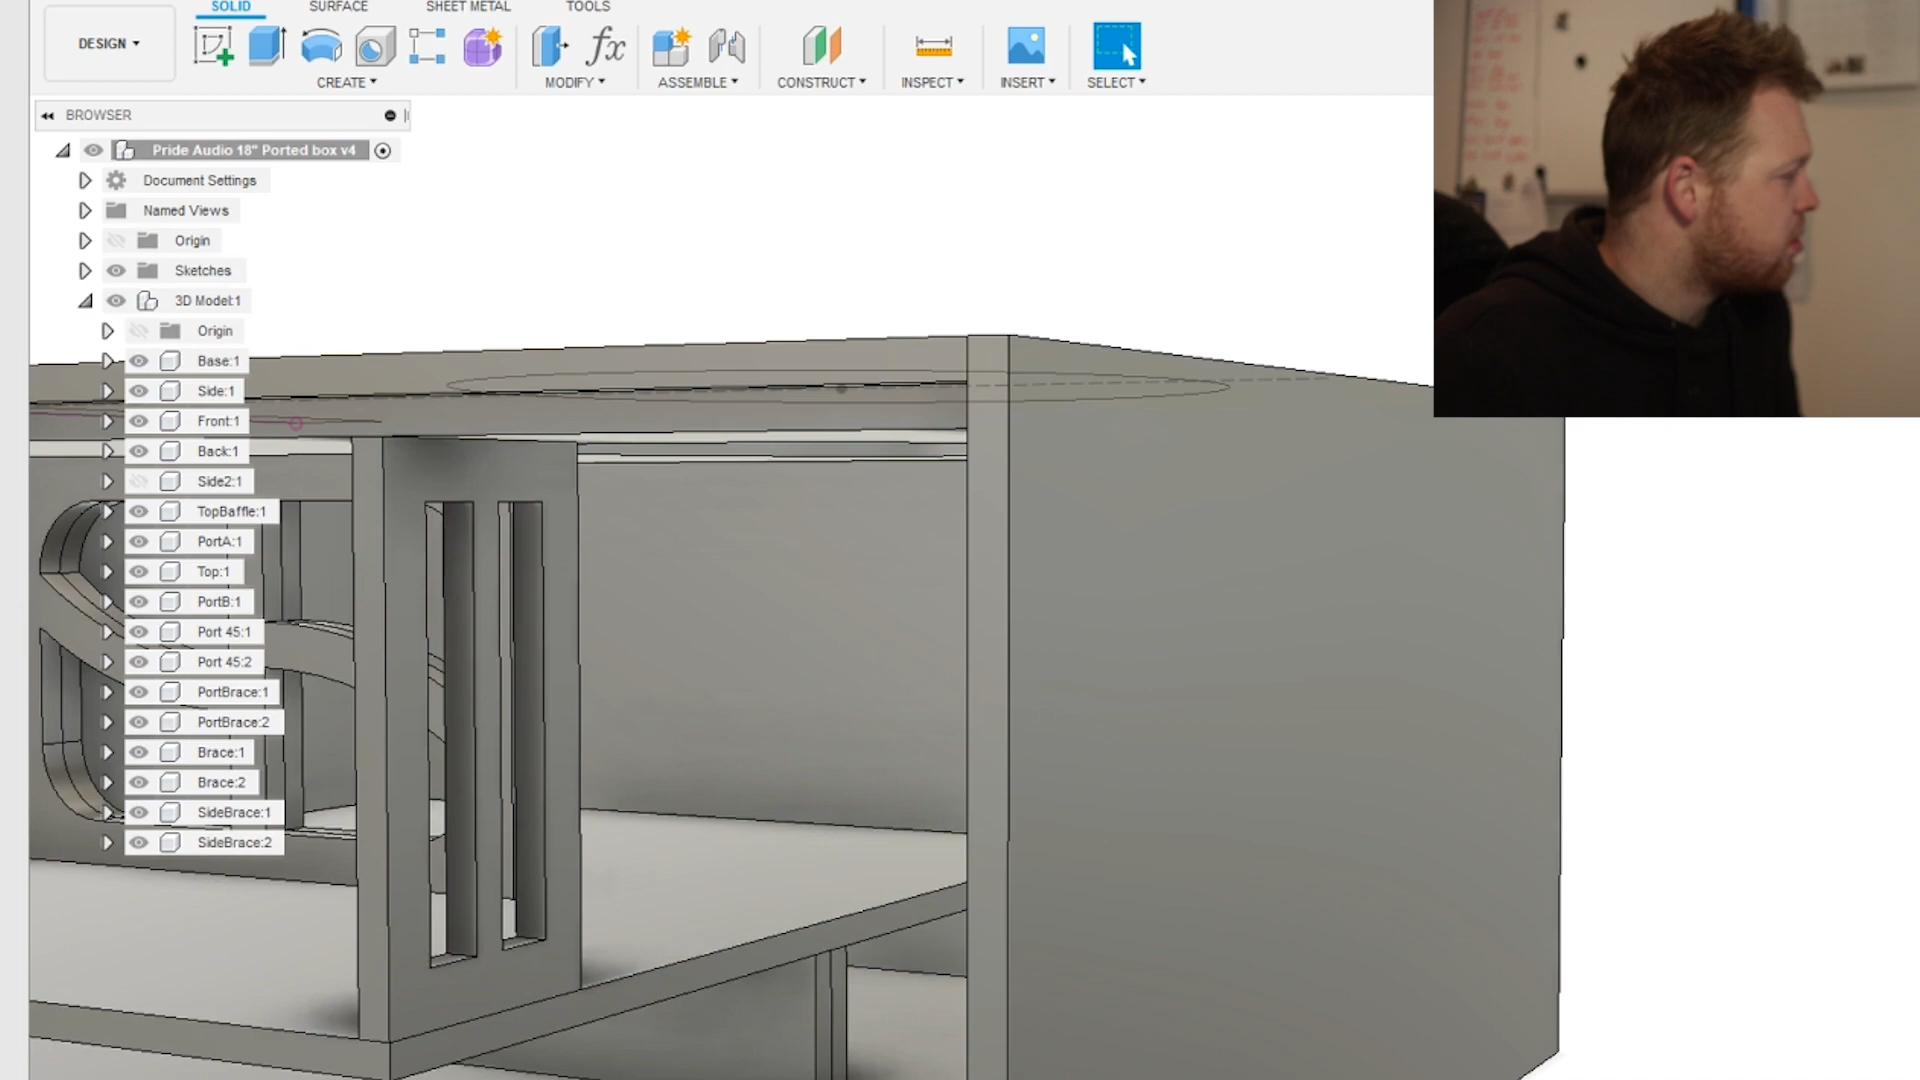 SOLID SURFACE SHEET METAL TOOLS
DESIGN
fx
CREATE MODIFY ASSEMBLE CONSTRUCT INSPECT INSERT SELECT
BROWSER
Pride Audio 18" Ported box v4
Document Settings
Named Views
Origin
Sketches
3D Model:1
Origin
Base:1
Side:1
Front:1
Back:1
Side2:1
TopBaffle:1
PortA:1
Top:1
PortB:1
Port 45:1
Port 45:2
PortBrace:1
PortBrace:2
Brace:1
Brace:2
SideBrace:1
SideBrace:2